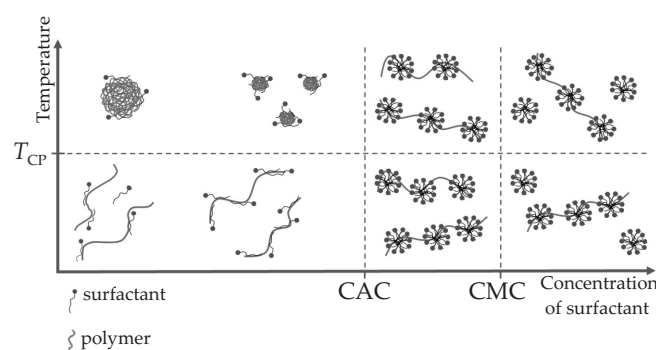 Temperature
T_CP
CAC
CMC
Concentration
of surfactant
surfactant
polymer